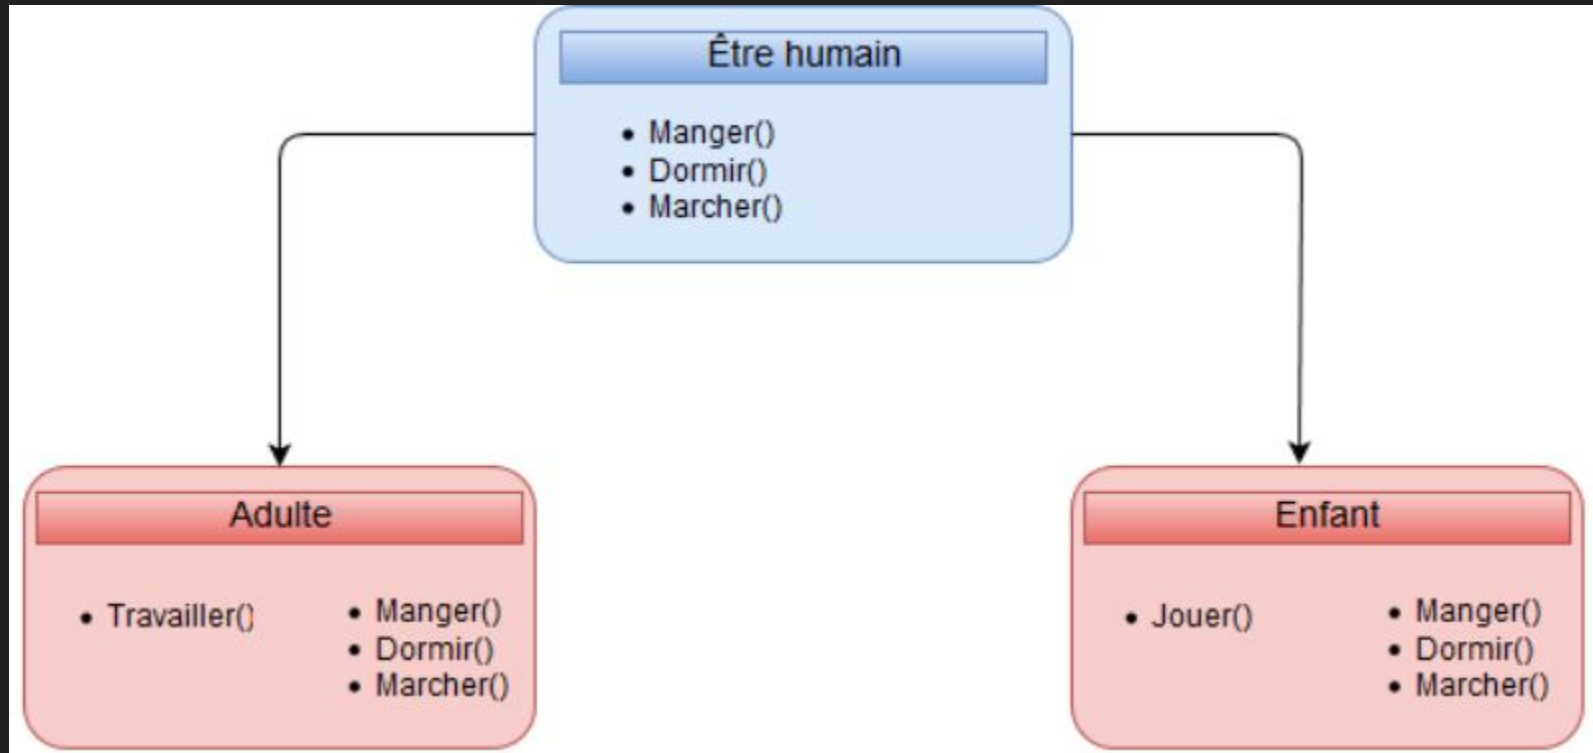 Être humain
• Manger()
• Dormir()
• Marcher()
Adulte
• Travailler()
• Manger()
• Dormir()
• Marcher()
Enfant
• Jouer()
• Manger()
• Dormir()
• Marcher()